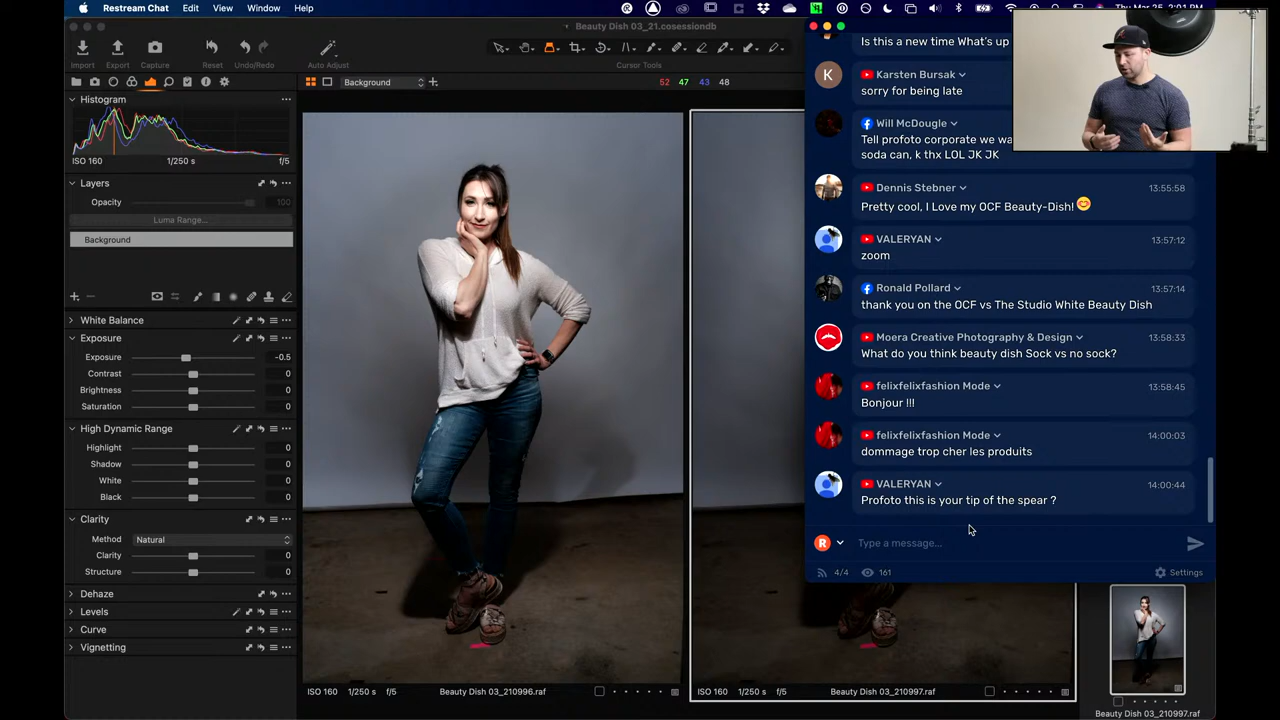 Restream Chat Edit View Window Help
Thu Mar 25 2:01 PM
Beauty Dish 03_21.cosessiondb
Import Export Capture Reset Undo/Redo Auto Adjust Cursor Tools
Background
52 47 43 48
Histogram
ISO 160 1/250 s f/5
Layers
Opacity 100
Luma Range...
Background
White Balance
Exposure
Exposure -0.5
Contrast 0
Brightness 0
Saturation 0
High Dynamic Range
Highlight 0
Shadow 0
White 0
Black 0
Clarity
Method Natural
Clarity 0
Structure 0
Dehaze
Levels
Curve
Vignetting
ISO 160 1/250 s f/5 Beauty Dish 03_210996.raf
ISO 160 1/250 s f/5 Beauty Dish 03_210997.raf
Beauty Dish 03_210997.raf
Is this a new time What's up
K
Karsten Bursak
sorry for being late
Will McDougle
Tell profoto corporate we wa
soda can, k thx LOL JK JK
Dennis Stebner 13:55:58
Pretty cool, I Love my OCF Beauty-Dish! 😊
VALERYAN 13:57:12
zoom
Ronald Pollard 13:57:14
thank you on the OCF vs The Studio White Beauty Dish
Moera Creative Photography & Design 13:58:33
What do you think beauty dish Sock vs no sock?
felixfelixfashion Mode 13:58:45
Bonjour !!!
felixfelixfashion Mode 14:00:03
dommage trop cher les produits
VALERYAN 14:00:44
Profoto this is your tip of the spear ?
R Type a message...
4/4 161 Settings